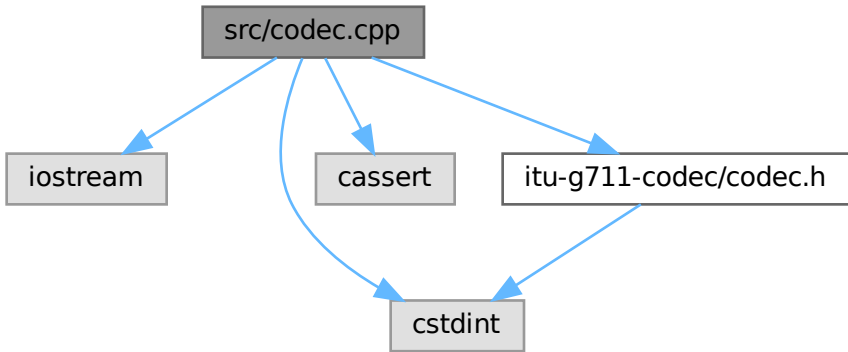 src/codec.cpp
iostream
cassert
itu-g711-codec/codec.h
cstdint